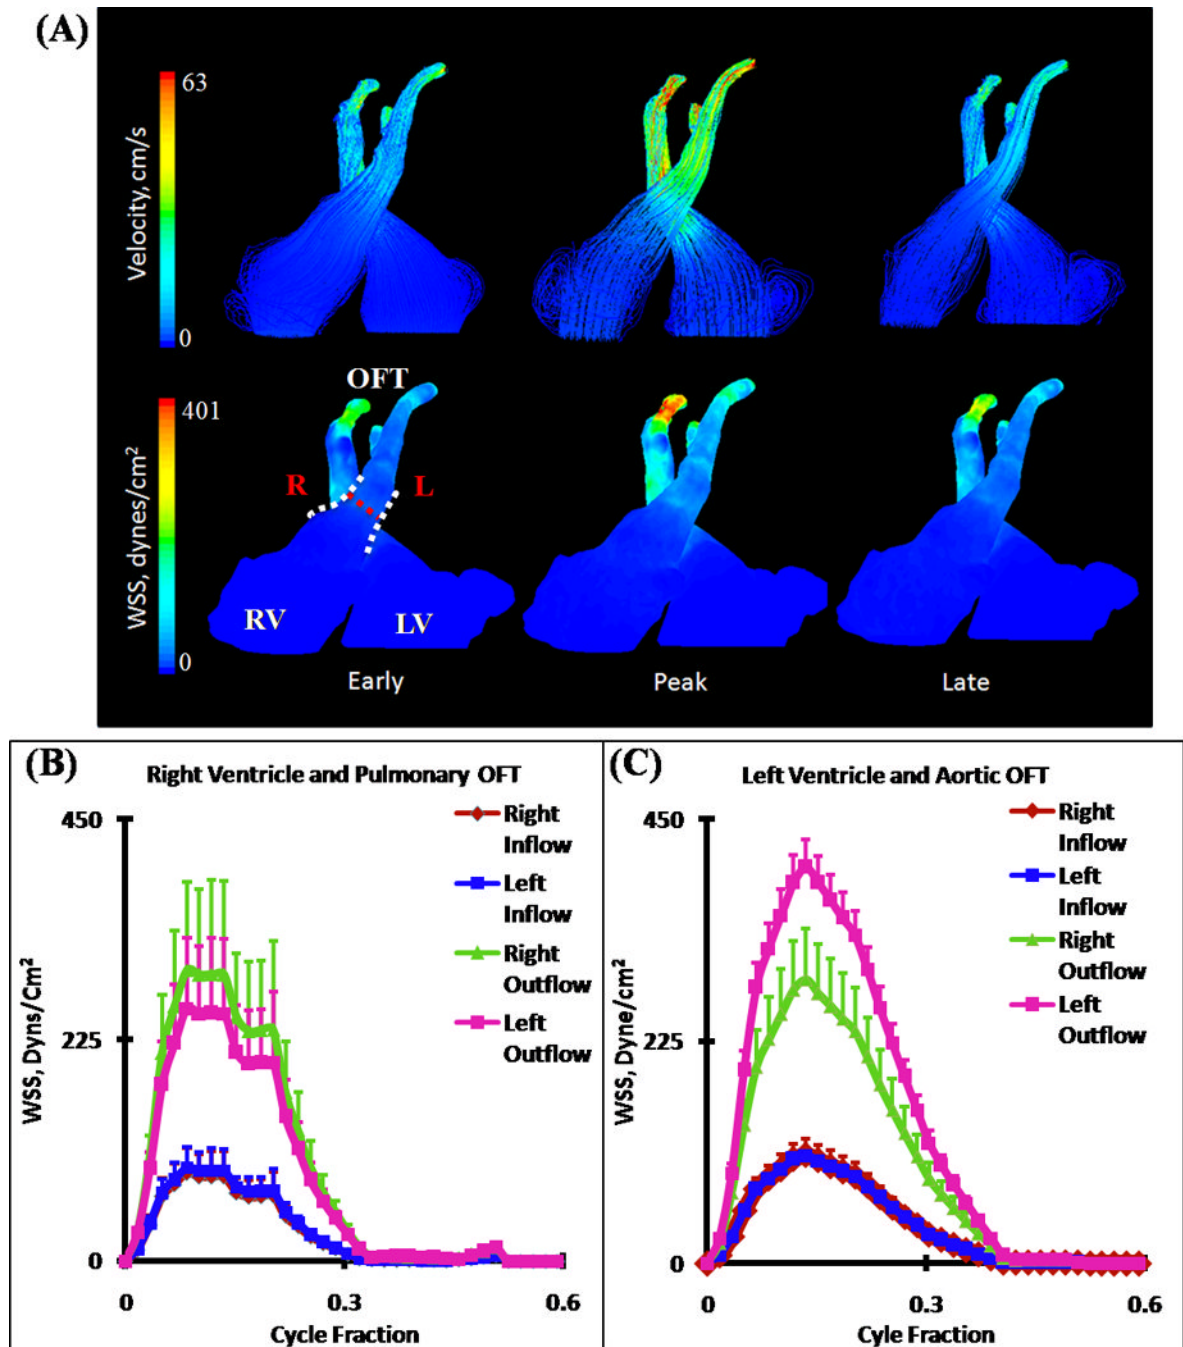 (A)
63
Velocity, cm/s
0
OFT
401
WSS, dynes/cm²
0
R
L
RV
LV
Early
Peak
Late
(B)
Right Ventricle and Pulmonary OFT
450
225
0
WSS, Dyns/Cm²
Right
Inflow
Left
Inflow
Right
Outflow
Left
Outflow
0
0.3
0.6
Cycle Fraction
(C)
Left Ventricle and Aortic OFT
450
225
0
WSS, Dyne/cm²
Right
Inflow
Left
Inflow
Right
Outflow
Left
Outflow
0
0.3
0.6
Cyle Fraction